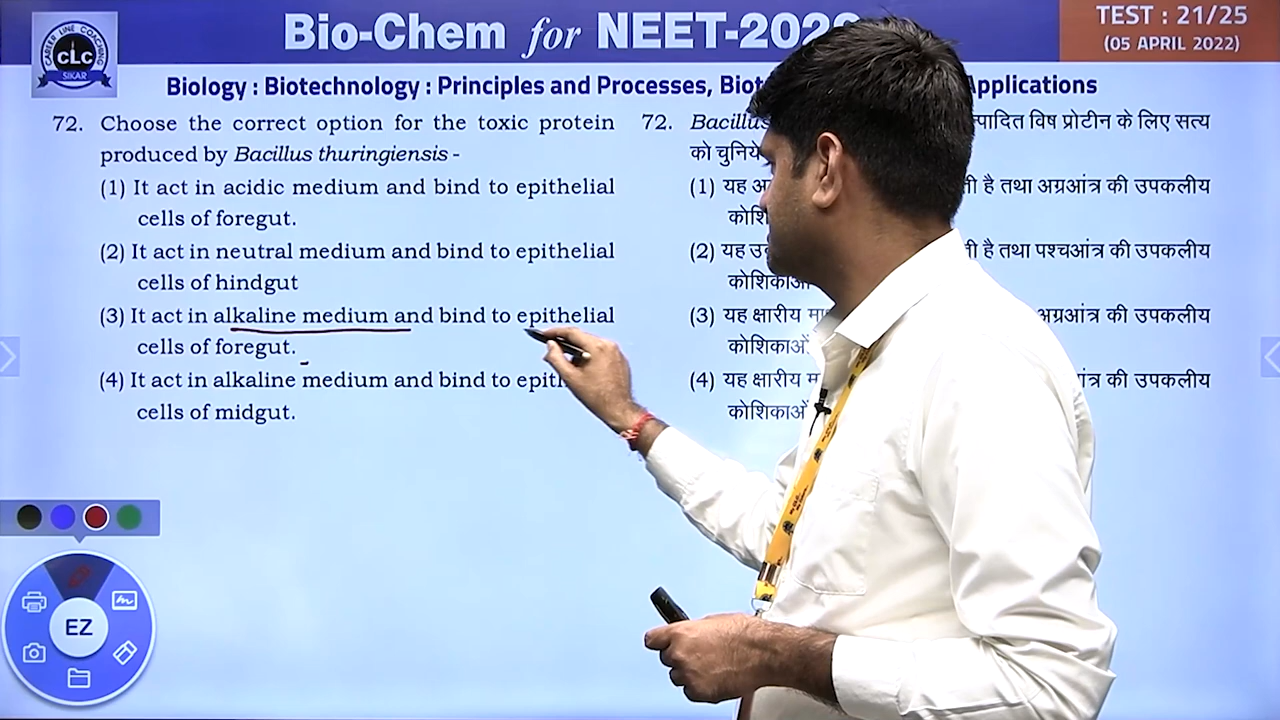 Bio-Chem for NEET-202
TEST : 21/25
(05 APRIL 2022)
CAREER LINE COACHING
CLC
SIKAR
Biology : Biotechnology : Principles and Processes, Applications
72. Choose the correct option for the toxic protein
produced by Bacillus thuringiensis -
(1) It act in acidic medium and bind to epithelial
cells of foregut.
(2) It act in neutral medium and bind to epithelial
cells of hindgut
(3) It act in alkaline medium and bind to epithelial
cells of foregut.
(4) It act in alkaline medium and bind to
cells of midgut.
72. Bacillus विष प्रोटीन के लिए सत्य
को चुनिये
(1) यह है तथा अग्रआंत्र की उपकलीय
(2) यह है तथा पश्चआंत्र की उपकलीय
कोशिकाओं
(3) यह क्षारीय अग्रआंत्र की उपकलीय
कोशिकाओं
(4) यह क्षारीय की उपकलीय
कोशिकाओं
EZ